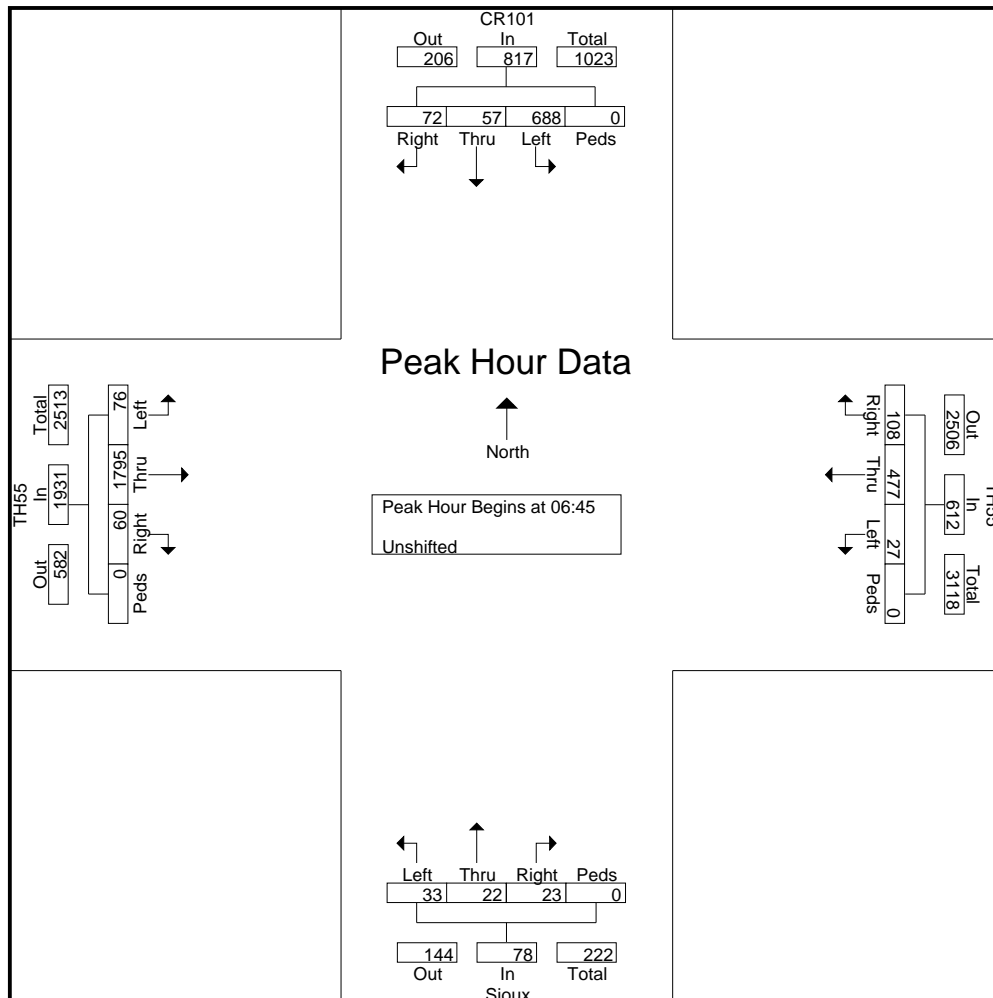 CR101
Out In Total
206 817 1023
72 57 688 0
Right Thru Left Peds
Peak Hour Data
North
Peak Hour Begins at 06:45
Unshifted
TH55
Out In Total
582 1931 2513
76 1795 60 0
Left Thru Right Peds
Out In Total
2506 612 3118
108 477 27 0
Right Thru Left Peds
Left Thru Right Peds
33 22 23 0
144 78 222
Out In Total
Sioux